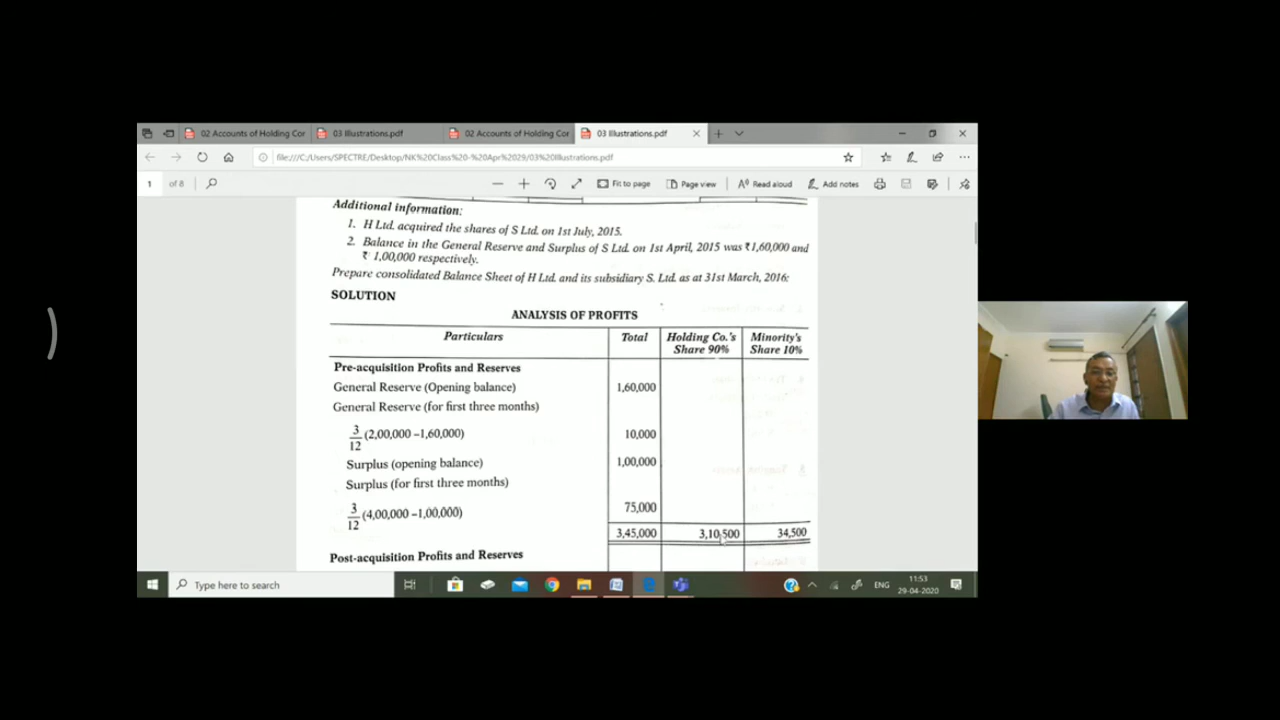 02 Accounts of Holding Cor
03 Illustrations.pdf
02 Accounts of Holding Cor
03 Illustrations.pdf
file:///C:/Users/SPECTRE/Desktop/NK%20Class%20-%20Apr%2029/03%20Illustrations.pdf
1 of 8
Fit to page
Page view
Read aloud
Add notes
Additional information:
1. H Ltd. acquired the shares of S Ltd. on 1st July, 2015.
2. Balance in the General Reserve and Surplus of S Ltd. on 1st April, 2015 was ₹1,60,000 and
₹ 1,00,000 respectively.
Prepare consolidated Balance Sheet of H Ltd. and its subsidiary S. Ltd. as at 31st March, 2016:
SOLUTION
ANALYSIS OF PROFITS
Particulars Total Holding Co.'s Minority's
Share 90% Share 10%
Pre-acquisition Profits and Reserves
General Reserve (Opening balance) 1,60,000
General Reserve (for first three months)
3/12 (2,00,000 –1,60,000) 10,000
Surplus (opening balance) 1,00,000
Surplus (for first three months)
3/12 (4,00,000 –1,00,000) 75,000
3,45,000 3,10,500 34,500
Post-acquisition Profits and Reserves
Type here to search
ENG
11:53
29-04-2020